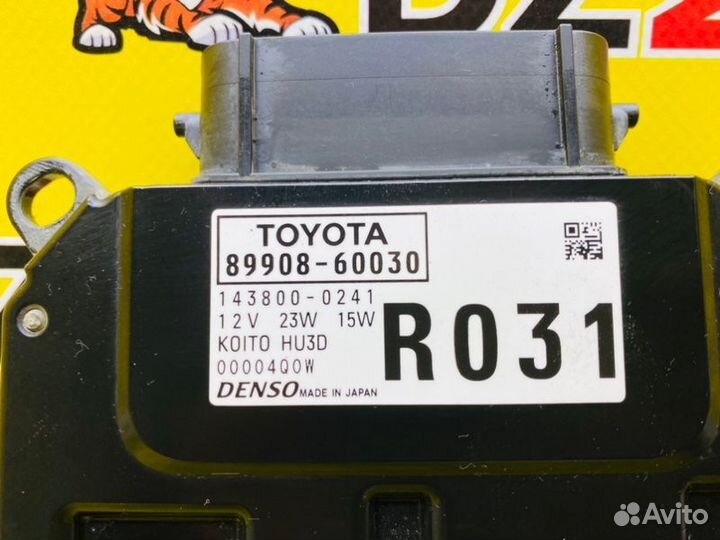 TOYOTA
89908-60030
143800-0241
12V 23W 15W
KOITO HU3D
00004Q0W
R031
DENSO MADE IN JAPAN
Avito